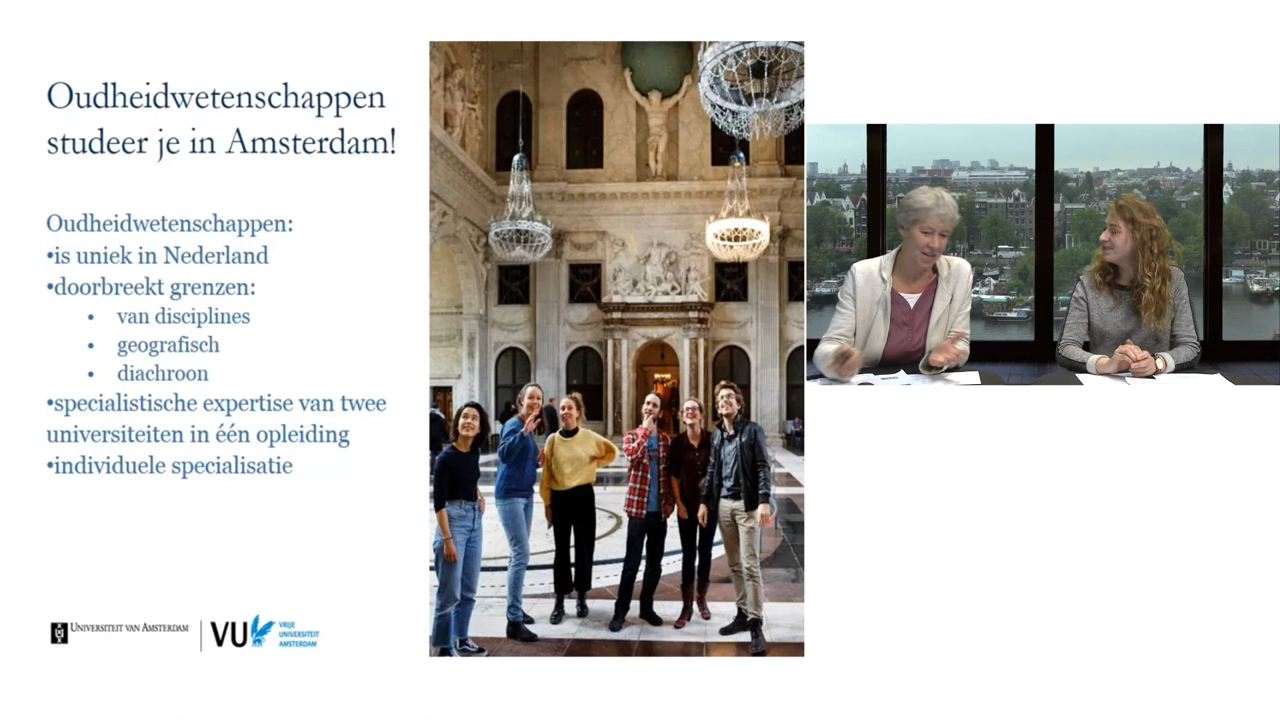 Oudheidwetenschappen
studeer je in Amsterdam!
Oudheidwetenschappen:
•is uniek in Nederland
•doorbreekt grenzen:
• van disciplines
• geografisch
• diachroon
•specialistische expertise van twee
universiteiten in één opleiding
•individuele specialisatie
UNIVERSITEIT VAN AMSTERDAM
VU
VRIJE
UNIVERSITEIT
AMSTERDAM